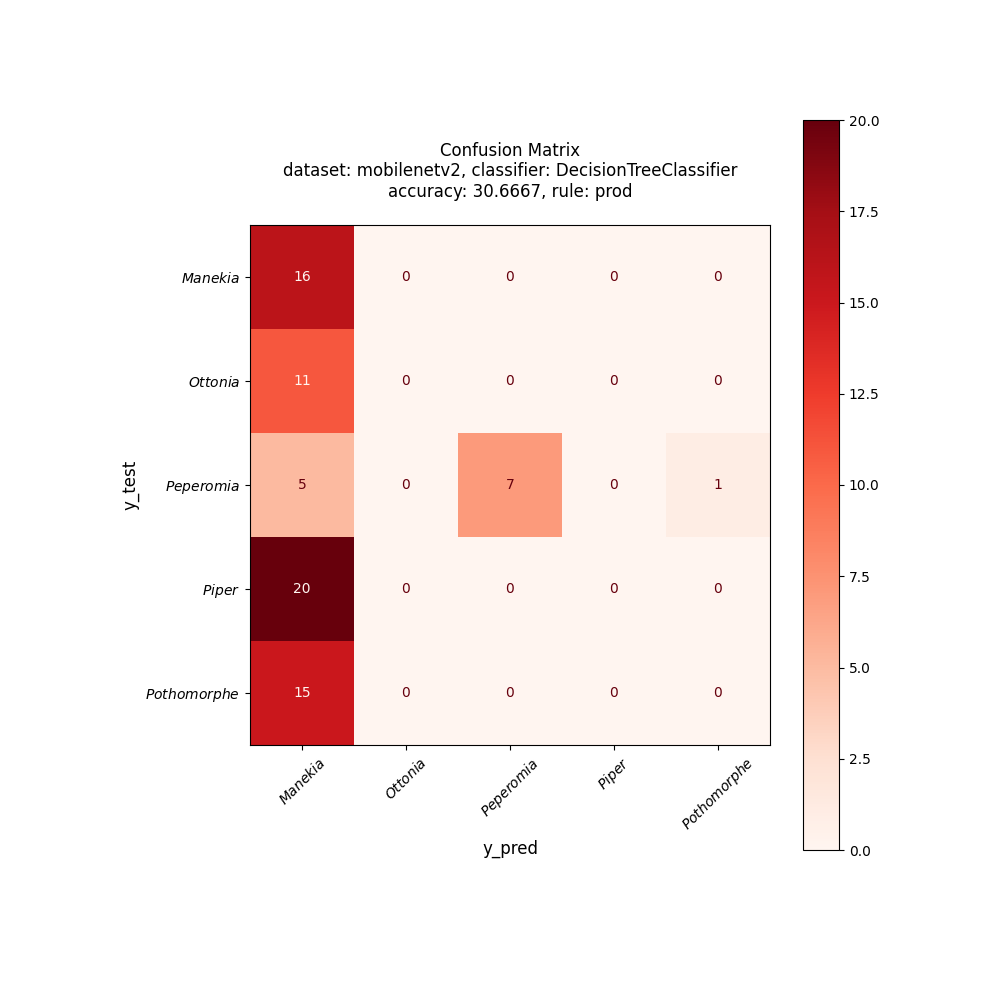 Confusion Matrix
dataset: mobilenetv2, classifier: DecisionTreeClassifier
accuracy: 30.6667, rule: prod
y_test
Manekia 16 0 0 0 0
Ottonia 11 0 0 0 0
Peperomia 5 0 7 0 1
Piper 20 0 0 0 0
Pothomorphe 15 0 0 0 0
Manekia Ottonia Peperomia Piper Pothomorphe
y_pred
20.0
17.5
15.0
12.5
10.0
7.5
5.0
2.5
0.0